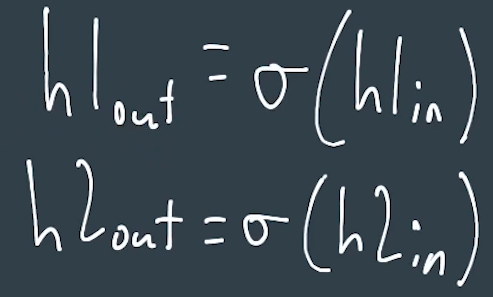 h1out = σ(h1in)
h2out = σ(h2in)